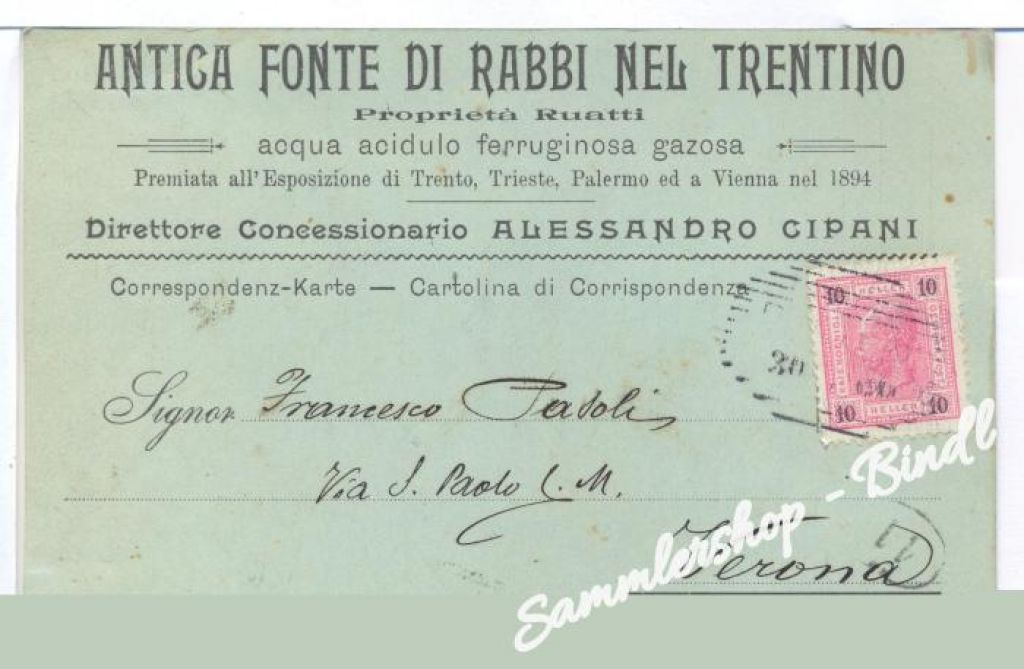 ANTICA FONTE DI RABBI NEL TRENTINO
Proprietà Ruatti
acqua acidulo ferruginosa gazosa
Premiata all'Esposizione di Trento, Trieste, Palermo ed a Vienna nel 1894
Direttore Concessionario ALESSANDRO CIPANI
Correspondenz-Karte — Cartolina di Corrispondenza
10 HELLER 10
10 HELLER 10
30
Signor Francesco Pasoli
Via S. Paolo C. M.
Verona
Sammlershop - Bindl